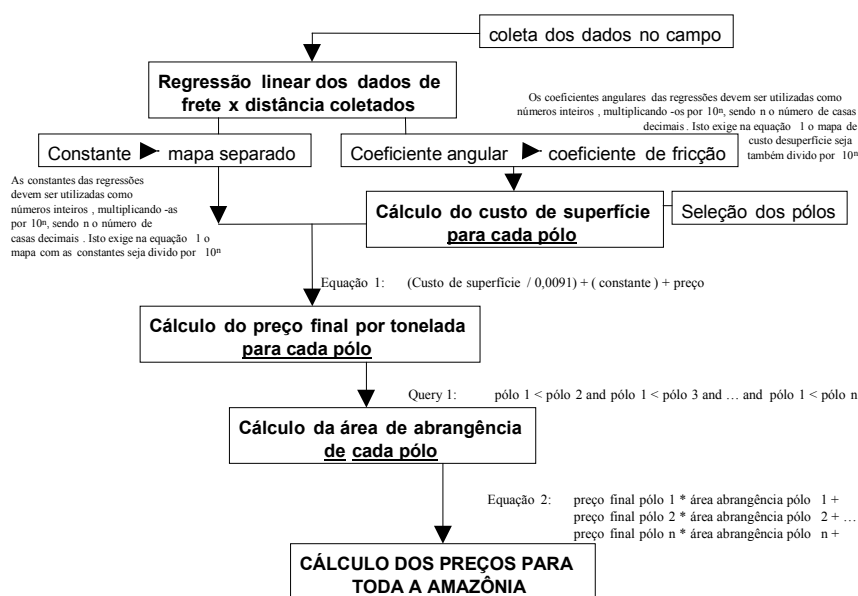 coleta dos dados no campo
Regressão linear dos dados de
frete x distância coletados
Os coeficientes angulares das regressões devem ser utilizadas como
números inteiros , multiplicando -os por 10ⁿ, sendo n o número de casas
decimais . Isto exige na equação 1 o mapa de
custo desuperfície seja
também divido por 10ⁿ
Constante mapa separado
Coeficiente angular coeficiente de fricção
As constantes das regressões
devem ser utilizadas como
números inteiros , multiplicando -as
por 10ⁿ, sendo n o número de
casas decimais . Isto exige na equação 1 o
mapa com as constantes seja divido por 10ⁿ
Cálculo do custo de superfície
para cada pólo
Seleção dos pólos
Equação 1: (Custo de superfície / 0,0091) + ( constante ) + preço
Cálculo do preço final por tonelada
para cada pólo
Query 1: pólo 1 < pólo 2 and pólo 1 < pólo 3 and … and pólo 1 < pólo n
Cálculo da área de abrangência
de cada pólo
Equação 2: preço final pólo 1 * área abrangência pólo 1 +
preço final pólo 2 * área abrangência pólo 2 + …
preço final pólo n * área abrangência pólo n +
CÁLCULO DOS PREÇOS PARA
TODA A AMAZÔNIA